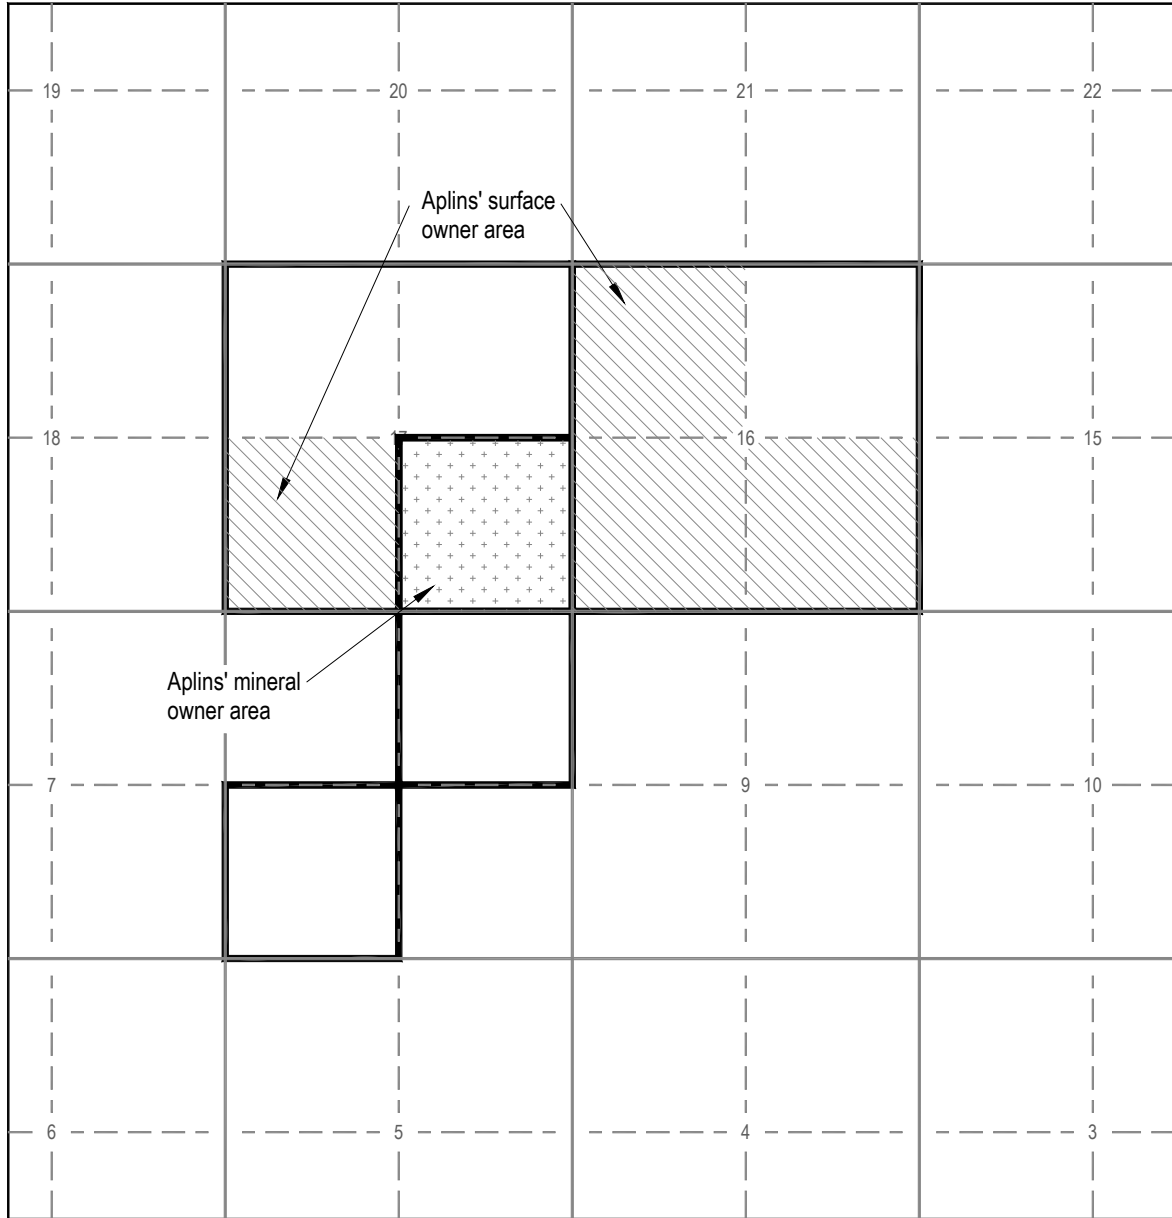 19 20 21 22
Aplins' surface
owner area
18 17 16 15
Aplins' mineral
owner area
7 9 10
6 5 4 3